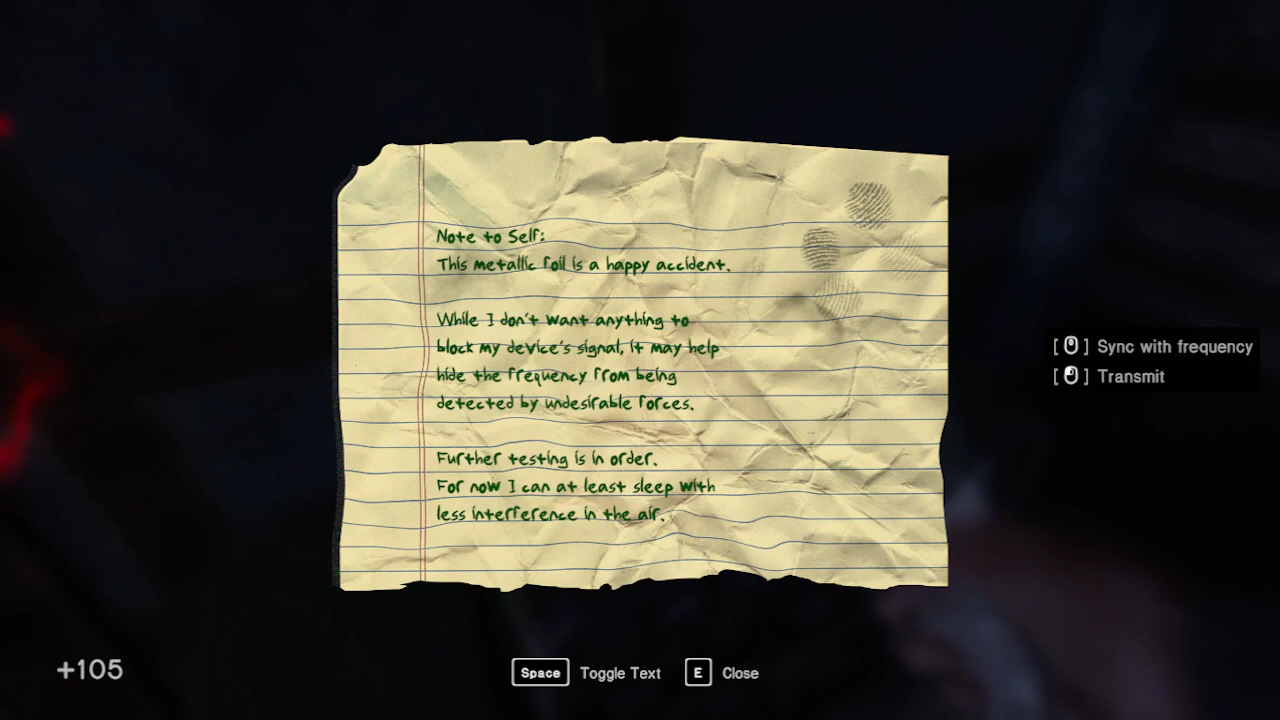 Note to Self:
This metallic foil is a happy accident.
While I don't want anything to
block my device's signal, it may help
hide the frequency from being
detected by undesirable forces.
Further testing is in order.
For now I can at least sleep with
less interference in the air.
[ ] Sync with frequency
[ ] Transmit
+105
Space Toggle Text E Close